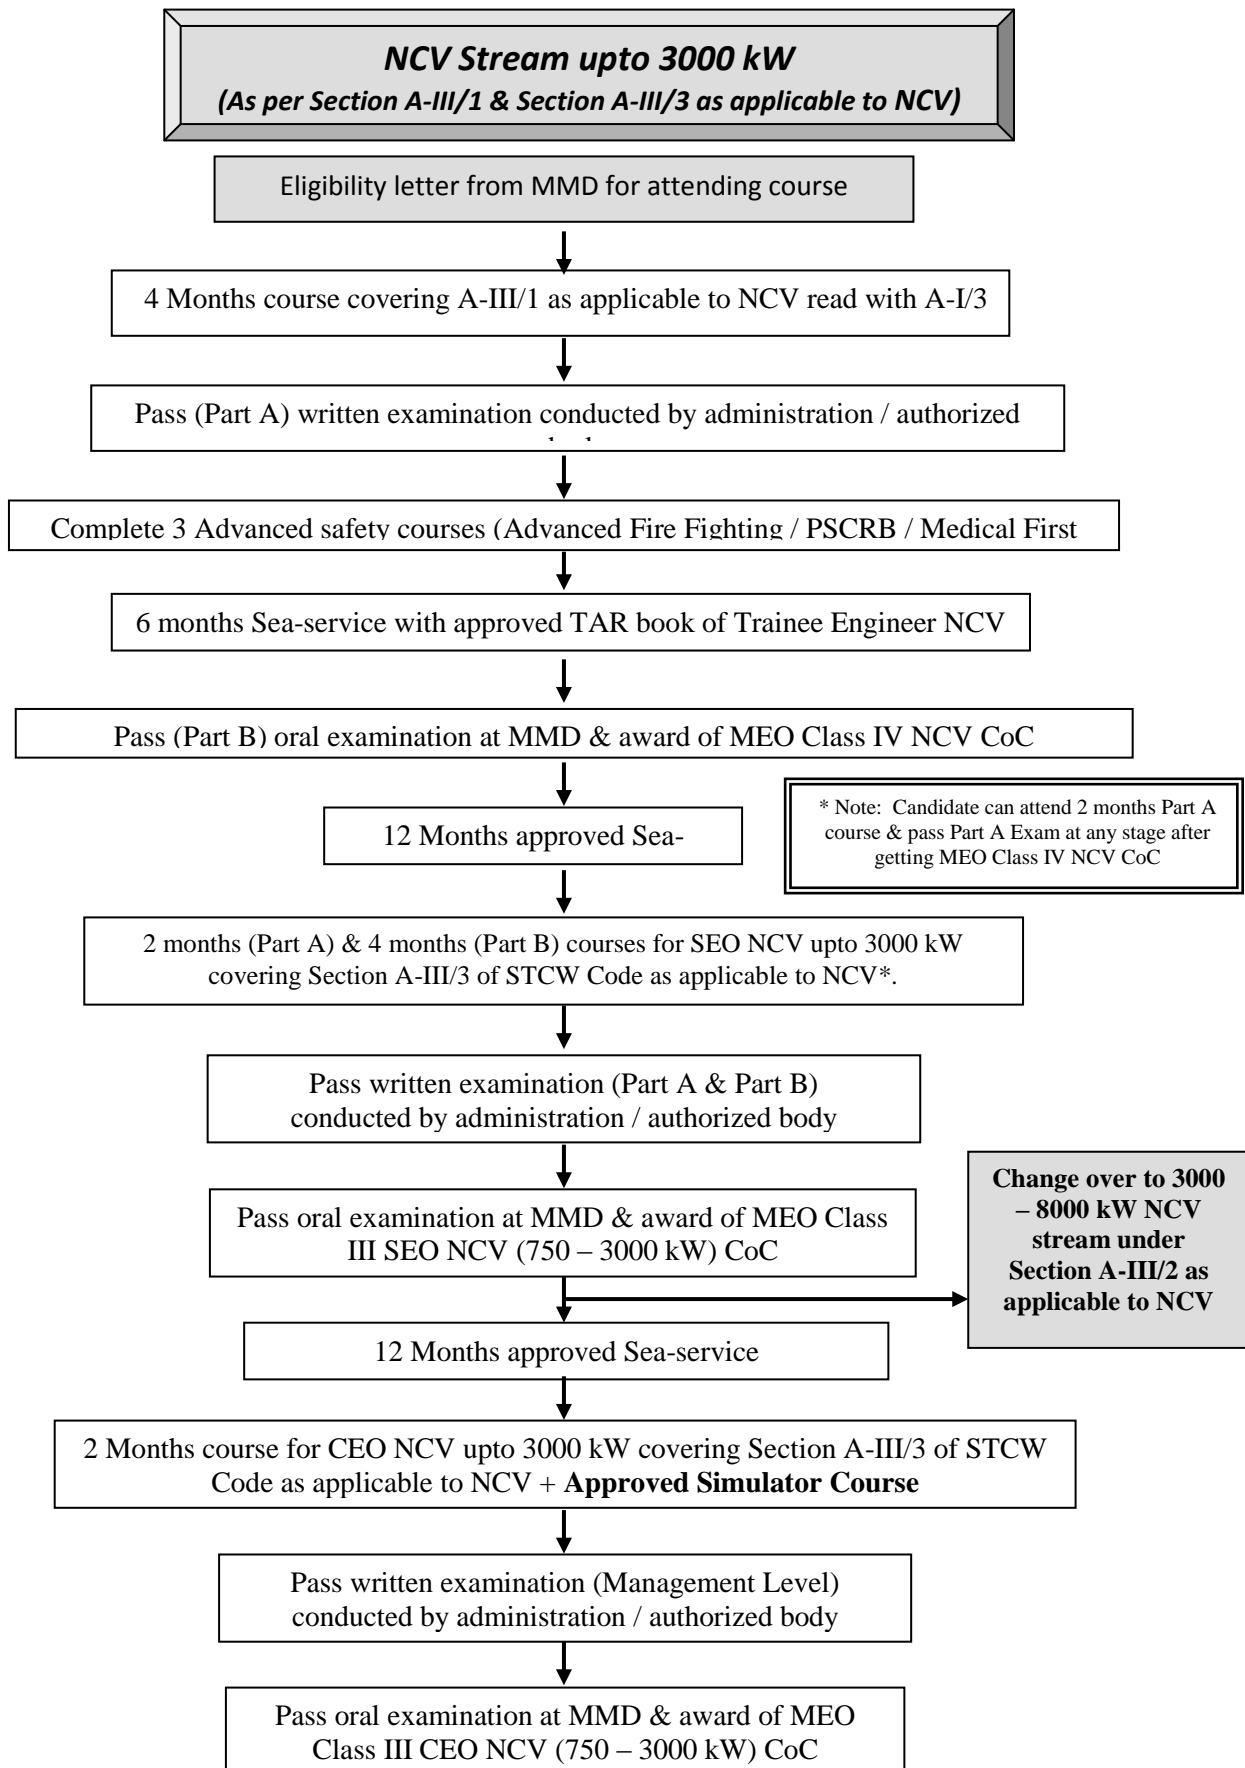 NCV Stream upto 3000 kW
(As per Section A-III/1 & Section A-III/3 as applicable to NCV)
Eligibility letter from MMD for attending course
4 Months course covering A-III/1 as applicable to NCV read with A-I/3
Pass (Part A) written examination conducted by administration / authorized
Complete 3 Advanced safety courses (Advanced Fire Fighting / PSCRB / Medical First
6 months Sea-service with approved TAR book of Trainee Engineer NCV
Pass (Part B) oral examination at MMD & award of MEO Class IV NCV CoC
12 Months approved Sea-
* Note:  Candidate can attend 2 months Part A
course & pass Part A Exam at any stage after
getting MEO Class IV NCV CoC
2 months (Part A) & 4 months (Part B) courses for SEO NCV upto 3000 kW
covering Section A-III/3 of STCW Code as applicable to NCV*.
Pass written examination (Part A & Part B)
conducted by administration / authorized body
Pass oral examination at MMD & award of MEO Class
III SEO NCV (750 – 3000 kW) CoC
Change over to 3000
– 8000 kW NCV
stream under
Section A-III/2 as
applicable to NCV
12 Months approved Sea-service
2 Months course for CEO NCV upto 3000 kW covering Section A-III/3 of STCW
Code as applicable to NCV + Approved Simulator Course
Pass written examination (Management Level)
conducted by administration / authorized body
Pass oral examination at MMD & award of MEO
Class III CEO NCV (750 – 3000 kW) CoC